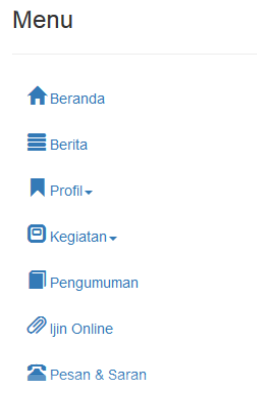 Menu
Beranda
Berita
Profil
Kegiatan
Pengumuman
Ijin Online
Pesan & Saran